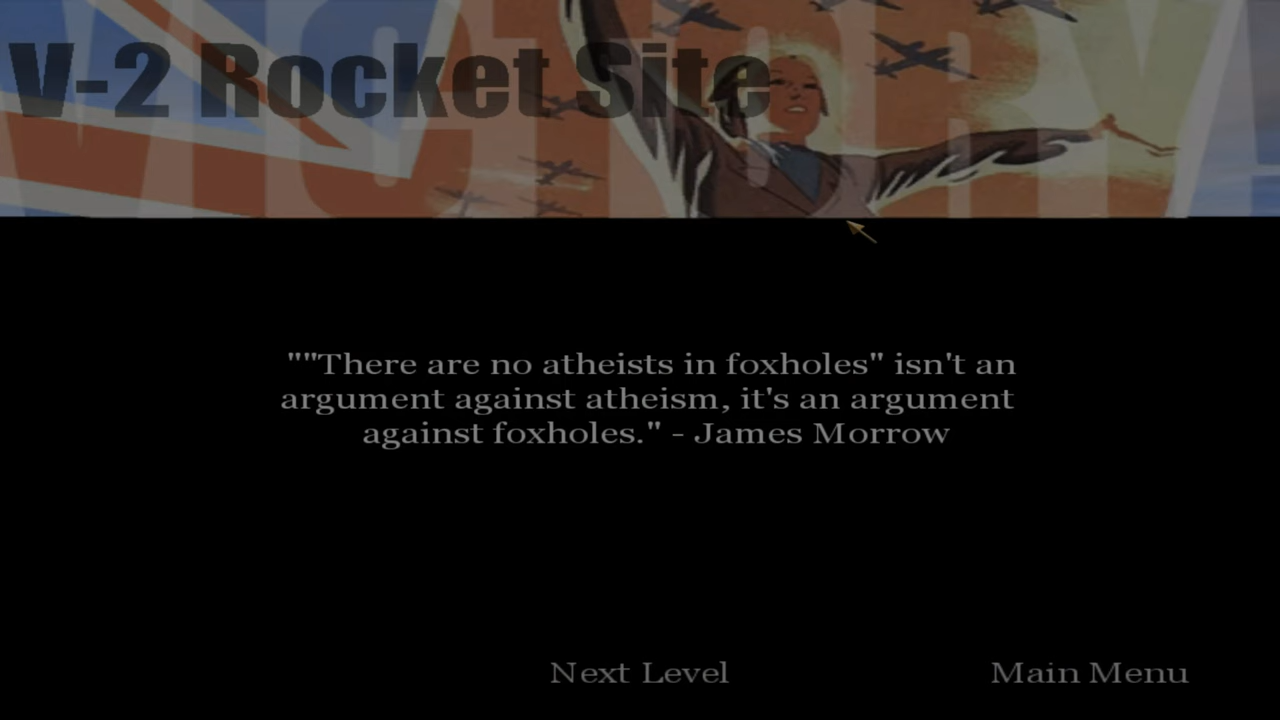 VICTORY
V-2 Rocket Site
""There are no atheists in foxholes" isn't an
argument against atheism, it's an argument
against foxholes." - James Morrow
Next Level
Main Menu